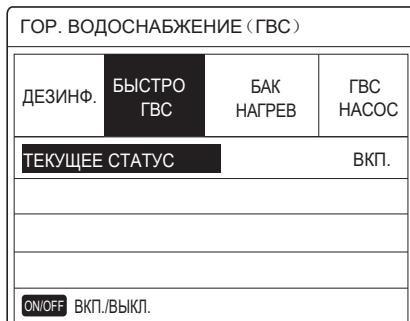 ГОР. ВОДОСНАБЖЕНИЕ (ГВС)
ДЕЗИНФ.
БЫСТРО
ГВС
БАК
НАГРЕВ
ГВС
НАСОС
ТЕКУЩЕЕ СТАТУС ВКП.
ON/OFF ВКП./ВЫКЛ.